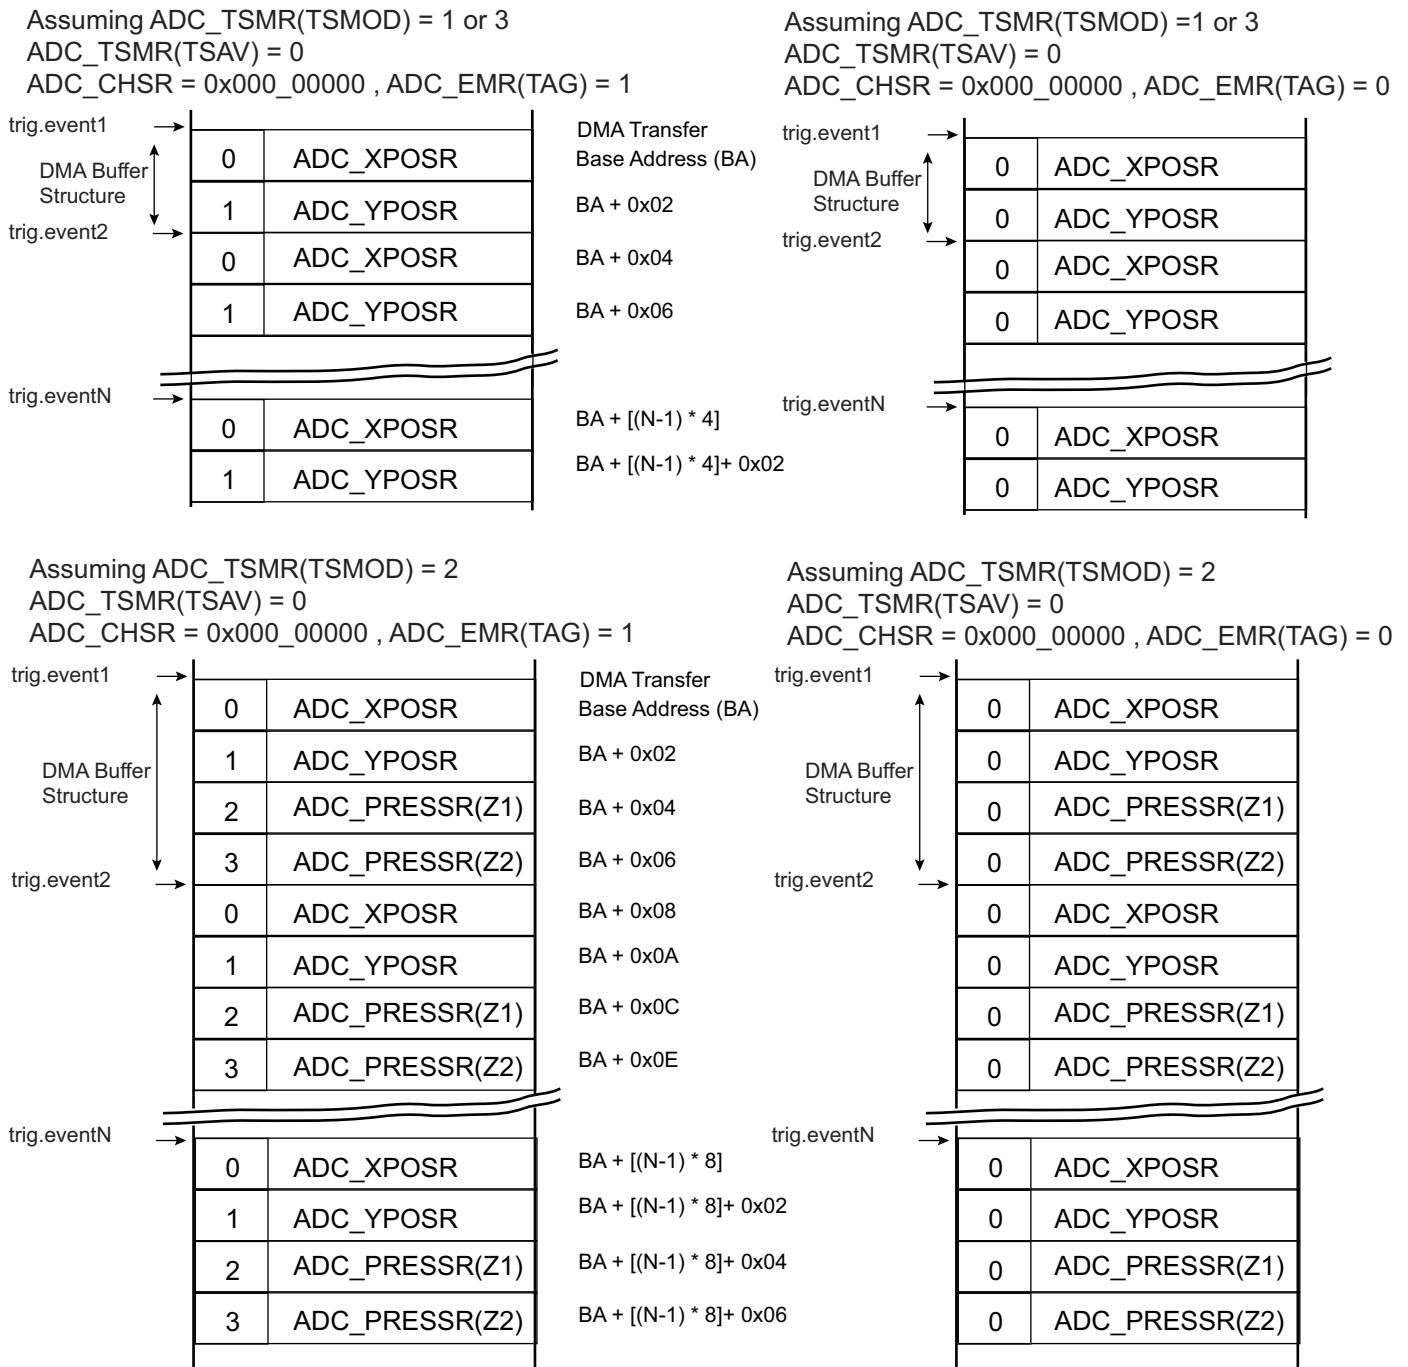 Assuming ADC_TSMR(TSMOD) = 1 or 3
ADC_TSMR(TSAV) = 0
ADC_CHSR = 0x000_00000 , ADC_EMR(TAG) = 1
trig.event1
DMA Buffer
Structure
trig.event2
trig.eventN
0 ADC_XPOSR
1 ADC_YPOSR
0 ADC_XPOSR
1 ADC_YPOSR
0 ADC_XPOSR
1 ADC_YPOSR
DMA Transfer
Base Address (BA)
BA + 0x02
BA + 0x04
BA + 0x06
BA + [(N-1) * 4]
BA + [(N-1) * 4]+ 0x02
Assuming ADC_TSMR(TSMOD) =1 or 3
ADC_TSMR(TSAV) = 0
ADC_CHSR = 0x000_00000 , ADC_EMR(TAG) = 0
trig.event1
DMA Buffer
Structure
trig.event2
trig.eventN
0 ADC_XPOSR
0 ADC_YPOSR
0 ADC_XPOSR
0 ADC_YPOSR
0 ADC_XPOSR
0 ADC_YPOSR
Assuming ADC_TSMR(TSMOD) = 2
ADC_TSMR(TSAV) = 0
ADC_CHSR = 0x000_00000 , ADC_EMR(TAG) = 1
trig.event1
DMA Buffer
Structure
trig.event2
trig.eventN
0 ADC_XPOSR
1 ADC_YPOSR
2 ADC_PRESSR(Z1)
3 ADC_PRESSR(Z2)
0 ADC_XPOSR
1 ADC_YPOSR
2 ADC_PRESSR(Z1)
3 ADC_PRESSR(Z2)
0 ADC_XPOSR
1 ADC_YPOSR
2 ADC_PRESSR(Z1)
3 ADC_PRESSR(Z2)
DMA Transfer
Base Address (BA)
BA + 0x02
BA + 0x04
BA + 0x06
BA + 0x08
BA + 0x0A
BA + 0x0C
BA + 0x0E
BA + [(N-1) * 8]
BA + [(N-1) * 8]+ 0x02
BA + [(N-1) * 8]+ 0x04
BA + [(N-1) * 8]+ 0x06
Assuming ADC_TSMR(TSMOD) = 2
ADC_TSMR(TSAV) = 0
ADC_CHSR = 0x000_00000 , ADC_EMR(TAG) = 0
trig.event1
DMA Buffer
Structure
trig.event2
trig.eventN
0 ADC_XPOSR
0 ADC_YPOSR
0 ADC_PRESSR(Z1)
0 ADC_PRESSR(Z2)
0 ADC_XPOSR
0 ADC_YPOSR
0 ADC_PRESSR(Z1)
0 ADC_PRESSR(Z2)
0 ADC_XPOSR
0 ADC_YPOSR
0 ADC_PRESSR(Z1)
0 ADC_PRESSR(Z2)